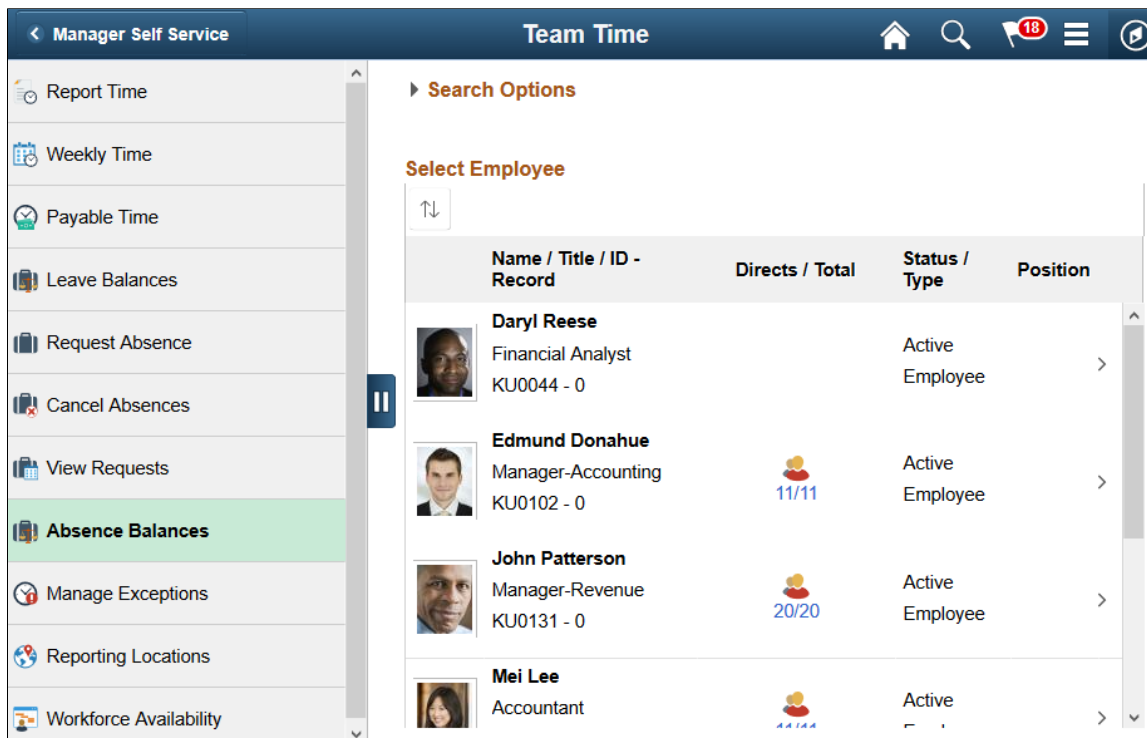 Manager Self Service
Team Time
18
Report Time
Weekly Time
Payable Time
Leave Balances
Request Absence
Cancel Absences
View Requests
Absence Balances
Manage Exceptions
Reporting Locations
Workforce Availability
Search Options
Select Employee
Name / Title / ID -
Record
Directs / Total
Status /
Type
Position
Daryl Reese
Financial Analyst
KU0044 - 0
Active
Employee
Edmund Donahue
Manager-Accounting
KU0102 - 0
11/11
Active
Employee
John Patterson
Manager-Revenue
KU0131 - 0
20/20
Active
Employee
Mei Lee
Accountant
Active